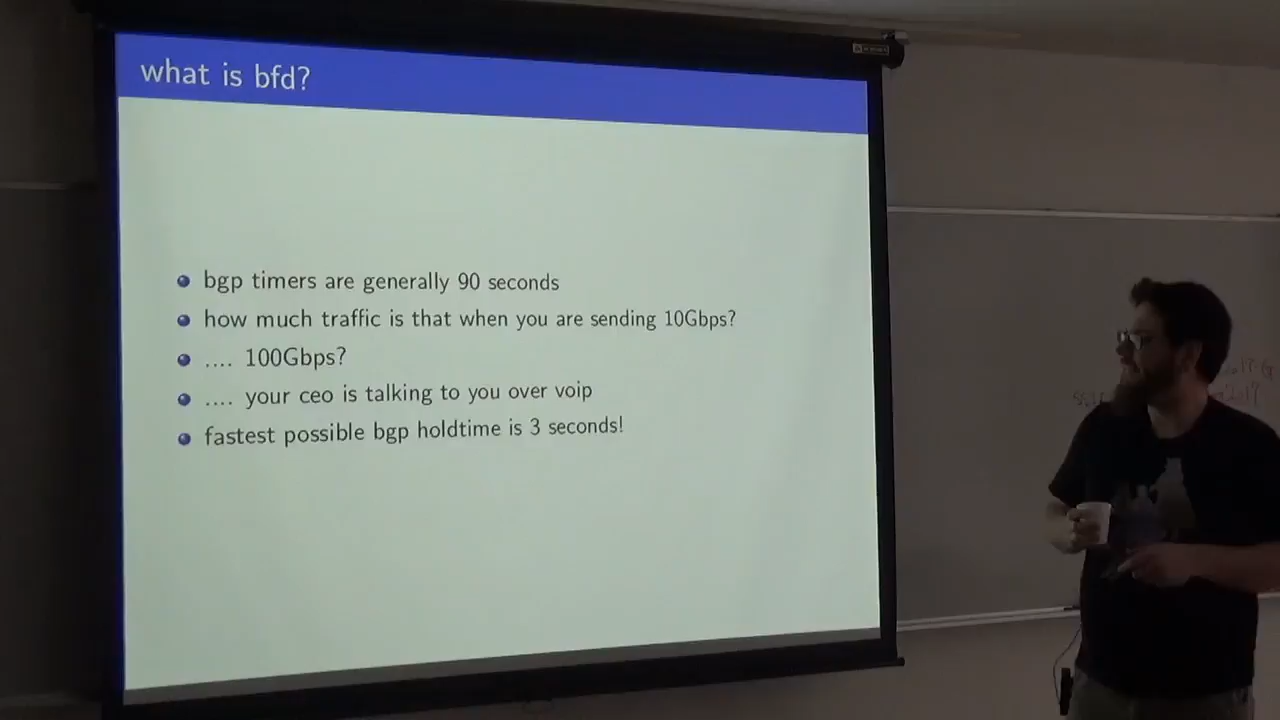 what is bfd?
bgp timers are generally 90 seconds
how much traffic is that when you are sending 10Gbps?
.... 100Gbps?
.... your ceo is talking to you over voip
fastest possible bgp holdtime is 3 seconds!